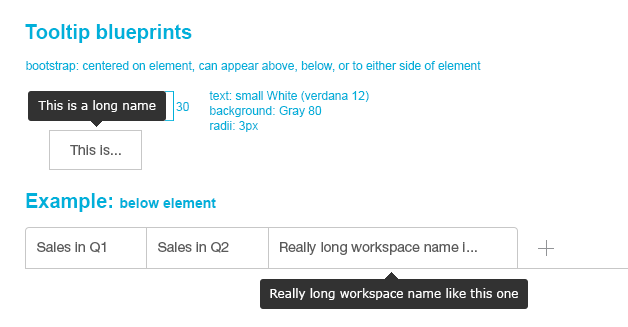 Tooltip blueprints
bootstrap: centered on element, can appear above, below, or to either side of element
This is a long name
30
text: small White (verdana 12)
background: Gray 80
radii: 3px
This is...
Example: below element
Sales in Q1
Sales in Q2
Really long workspace name l...
Really long workspace name like this one